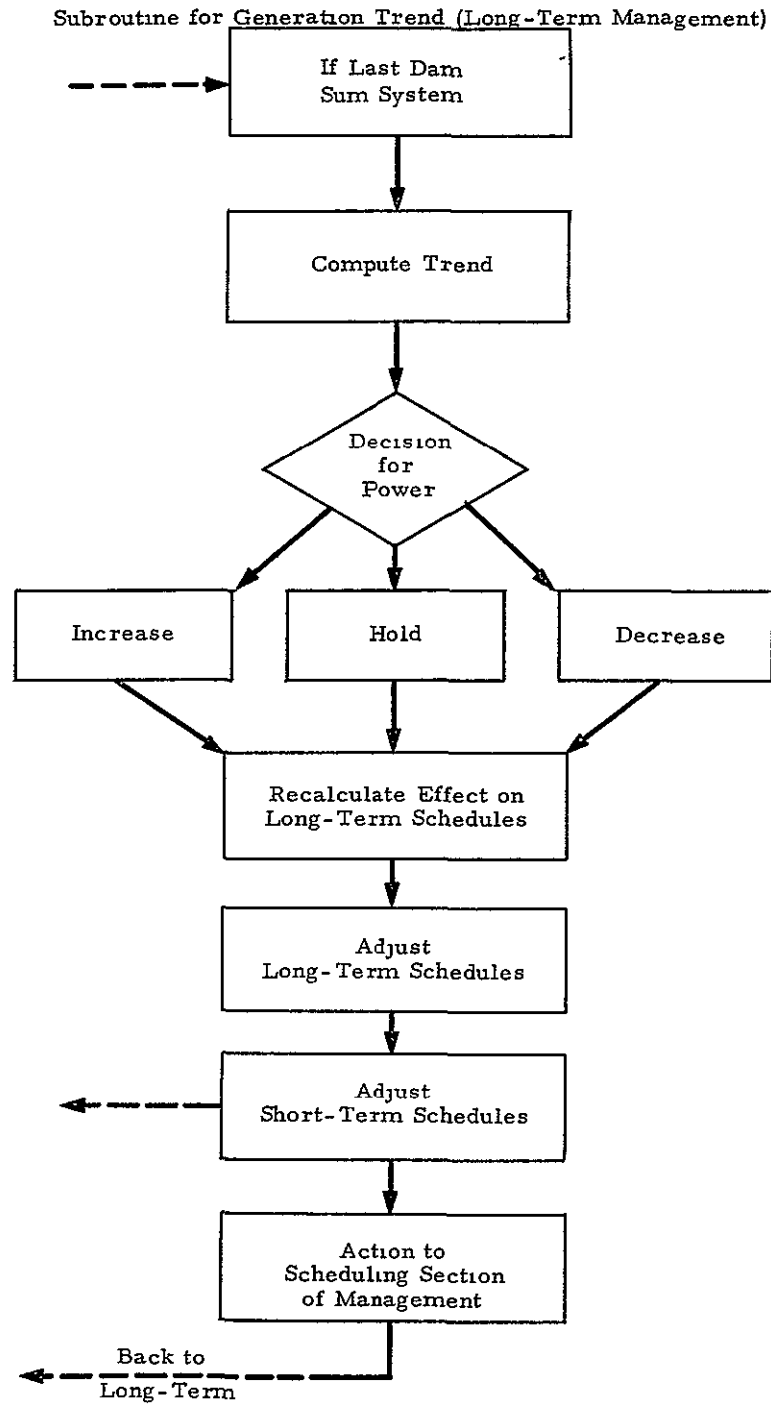 Subroutine for Generation Trend (Long-Term Management)
If Last Dam
Sum System
Compute Trend
Decision
for
Power
Increase
Hold
Decrease
Recalculate Effect on
Long-Term Schedules
Adjust
Long-Term Schedules
Adjust
Short-Term Schedules
Action to
Scheduling Section
of Management
Back to
Long-Term